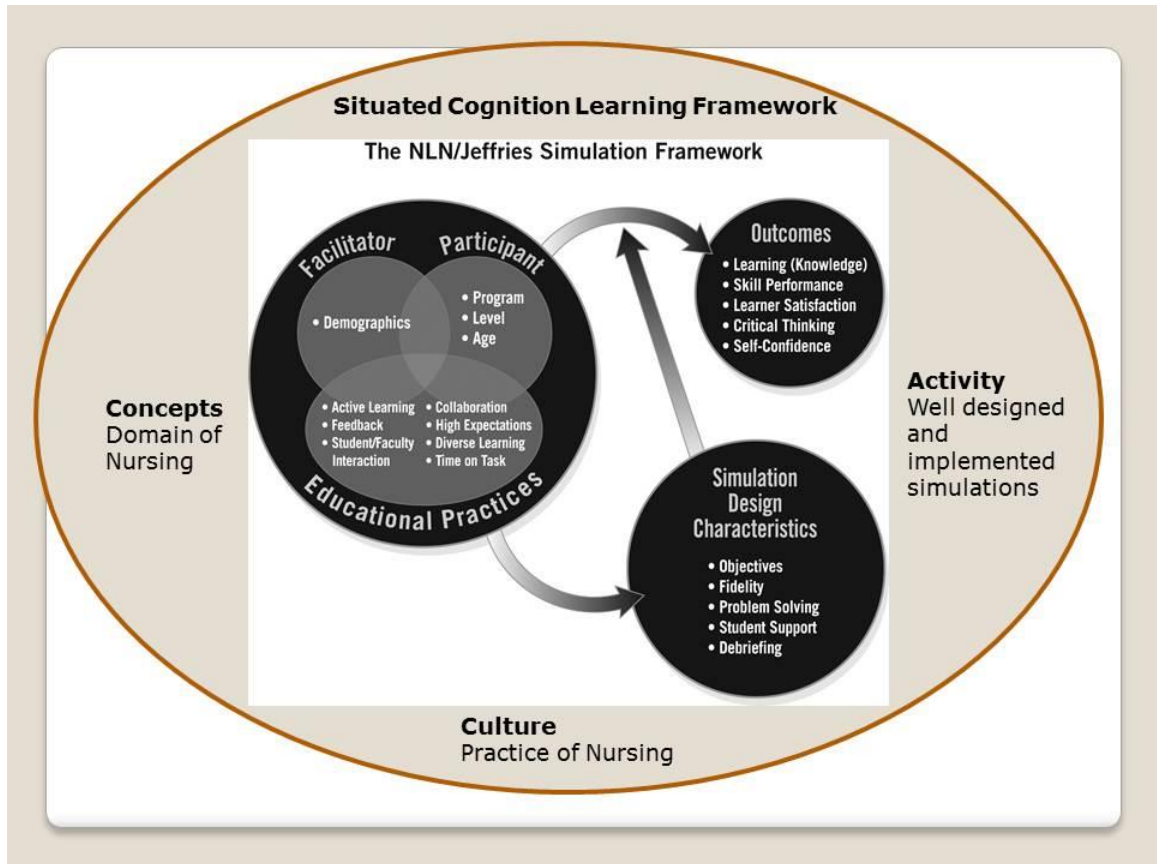 Situated Cognition Learning Framework
The NLN/Jeffries Simulation Framework
Facilitator
Participant
• Demographics
• Program
• Level
• Age
• Active Learning
• Feedback
• Student/Faculty
Interaction
• Collaboration
• High Expectations
• Diverse Learning
• Time on Task
Educational Practices
Outcomes
• Learning (Knowledge)
• Skill Performance
• Learner Satisfaction
• Critical Thinking
• Self-Confidence
Simulation
Design
Characteristics
• Objectives
• Fidelity
• Problem Solving
• Student Support
• Debriefing
Concepts
Domain of
Nursing
Activity
Well designed
and
implemented
simulations
Culture
Practice of Nursing